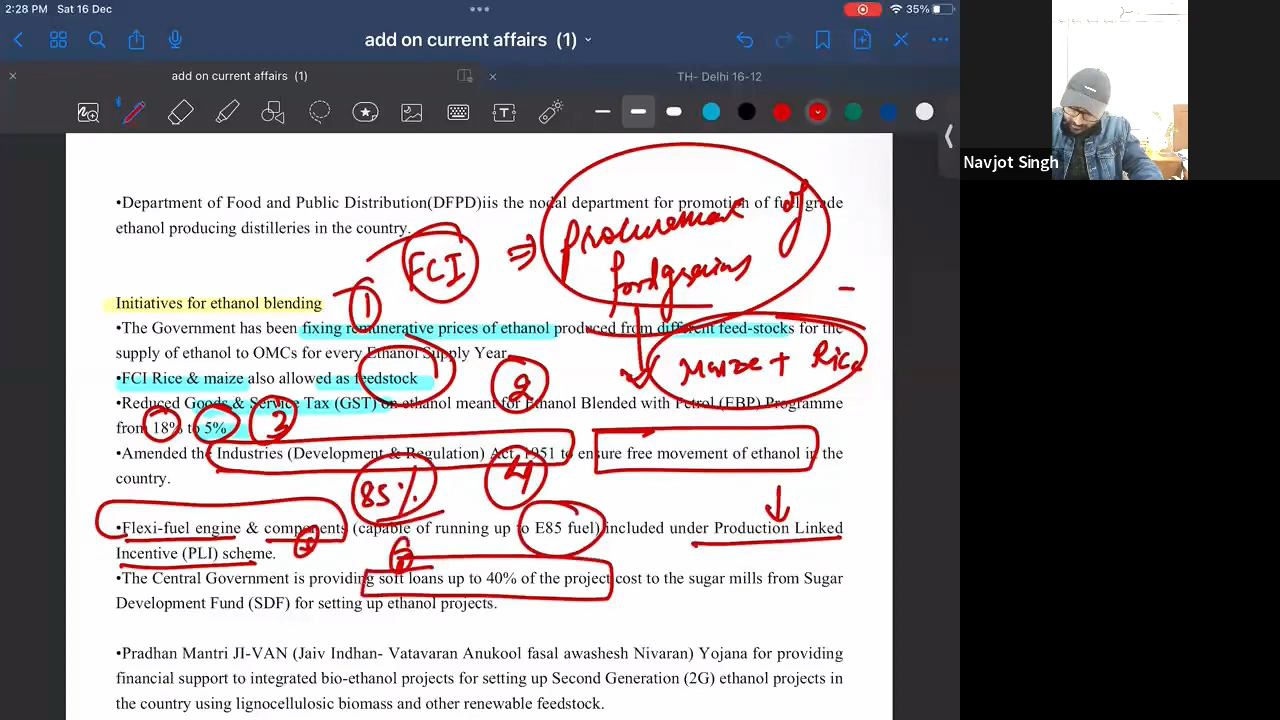 2:28 PM Sat 16 Dec
35%
add on current affairs (1)
add on current affairs (1)
TH- Delhi 16-12
Navjot Singh
•Department of Food and Public Distribution(DFPD)iis the nodal department for promotion of fuel grade
ethanol producing distilleries in the country.
FCI ⇒ procurement of
foodgrains
Maize + Rice
Initiatives for ethanol blending
1
•The Government has been fixing remunerative prices of ethanol produced from different feed-stocks for the
supply of ethanol to OMCs for every Ethanol Supply Year.
•FCI Rice & maize also allowed as feedstock
2
•Reduced Goods & Service Tax (GST) on ethanol meant for Ethanol Blended with Petrol (EBP) Programme
from 18% to 5%
3
•Amended the Industries (Development & Regulation) Act, 1951 to ensure free movement of ethanol in the
country.
4
85%
•Flexi-fuel engine & components (capable of running up to E85 fuel) included under Production Linked
Incentive (PLI) scheme.
•The Central Government is providing soft loans up to 40% of the project cost to the sugar mills from Sugar
Development Fund (SDF) for setting up ethanol projects.
•Pradhan Mantri JI-VAN (Jaiv Indhan- Vatavaran Anukool fasal awashesh Nivaran) Yojana for providing
financial support to integrated bio-ethanol projects for setting up Second Generation (2G) ethanol projects in
the country using lignocellulosic biomass and other renewable feedstock.